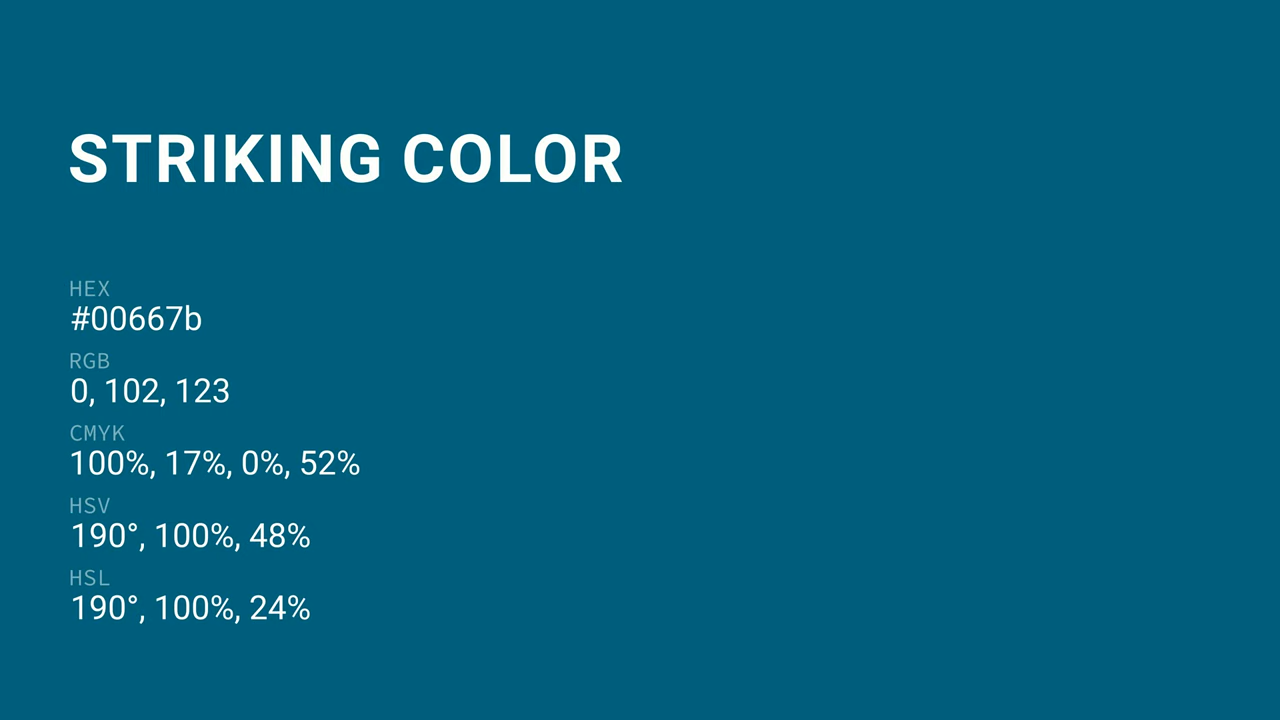 STRIKING COLOR
HEX
#00667b
RGB
0, 102, 123
CMYK
100%, 17%, 0%, 52%
HSV
190°, 100%, 48%
HSL
190°, 100%, 24%